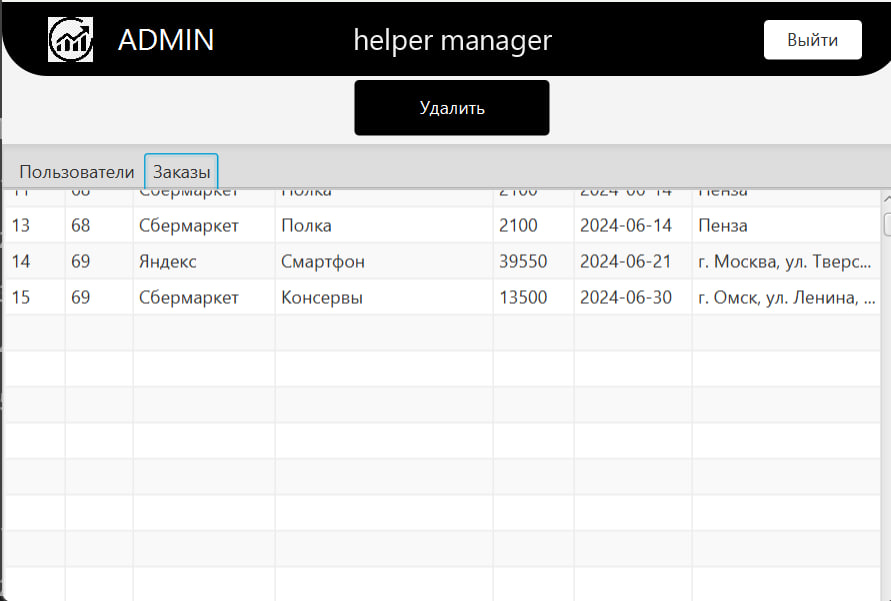 ADMIN helper manager Выйти
Удалить
Пользователи Заказы
11 68 Сбермаркет Полка 2100 2024-06-14 Пенза
13 68 Сбермаркет Полка 2100 2024-06-14 Пенза
14 69 Яндекс Смартфон 39550 2024-06-21 г. Москва, ул. Тверс...
15 69 Сбермаркет Консервы 13500 2024-06-30 г. Омск, ул. Ленина, ...